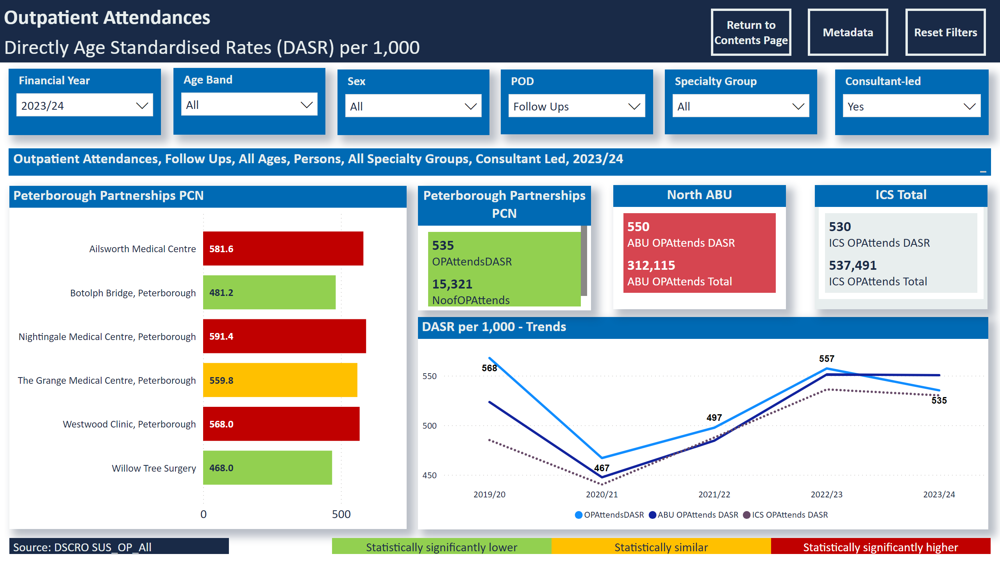 Outpatient Attendances
Directly Age Standardised Rates (DASR) per 1,000
Return to
Contents Page
Metadata
Reset Filters
Financial Year
2023/24
Age Band
All
Sex
All
POD
Follow Ups
Specialty Group
All
Consultant-led
Yes
Outpatient Attendances, Follow Ups, All Ages, Persons, All Specialty Groups, Consultant Led, 2023/24
Peterborough Partnerships PCN
Ailsworth Medical Centre
581.6
Botolph Bridge, Peterborough
481.2
Nightingale Medical Centre, Peterborough
591.4
The Grange Medical Centre, Peterborough
559.8
Westwood Clinic, Peterborough
568.0
Willow Tree Surgery
468.0
0
500
Peterborough Partnerships
PCN
535
OPAttendsDASR
15,321
NoofOPAttends
North ABU
550
ABU OPAttends DASR
312,115
ABU OPAttends Total
ICS Total
530
ICS OPAttends DASR
537,491
ICS OPAttends Total
DASR per 1,000 - Trends
550
500
450
568
467
497
557
535
2019/20
2020/21
2021/22
2022/23
2023/24
OPAttendsDASR
ABU OPAttends DASR
ICS OPAttends DASR
Source: DSCRO SUS_OP_All
Statistically significantly lower
Statistically similar
Statistically significantly higher